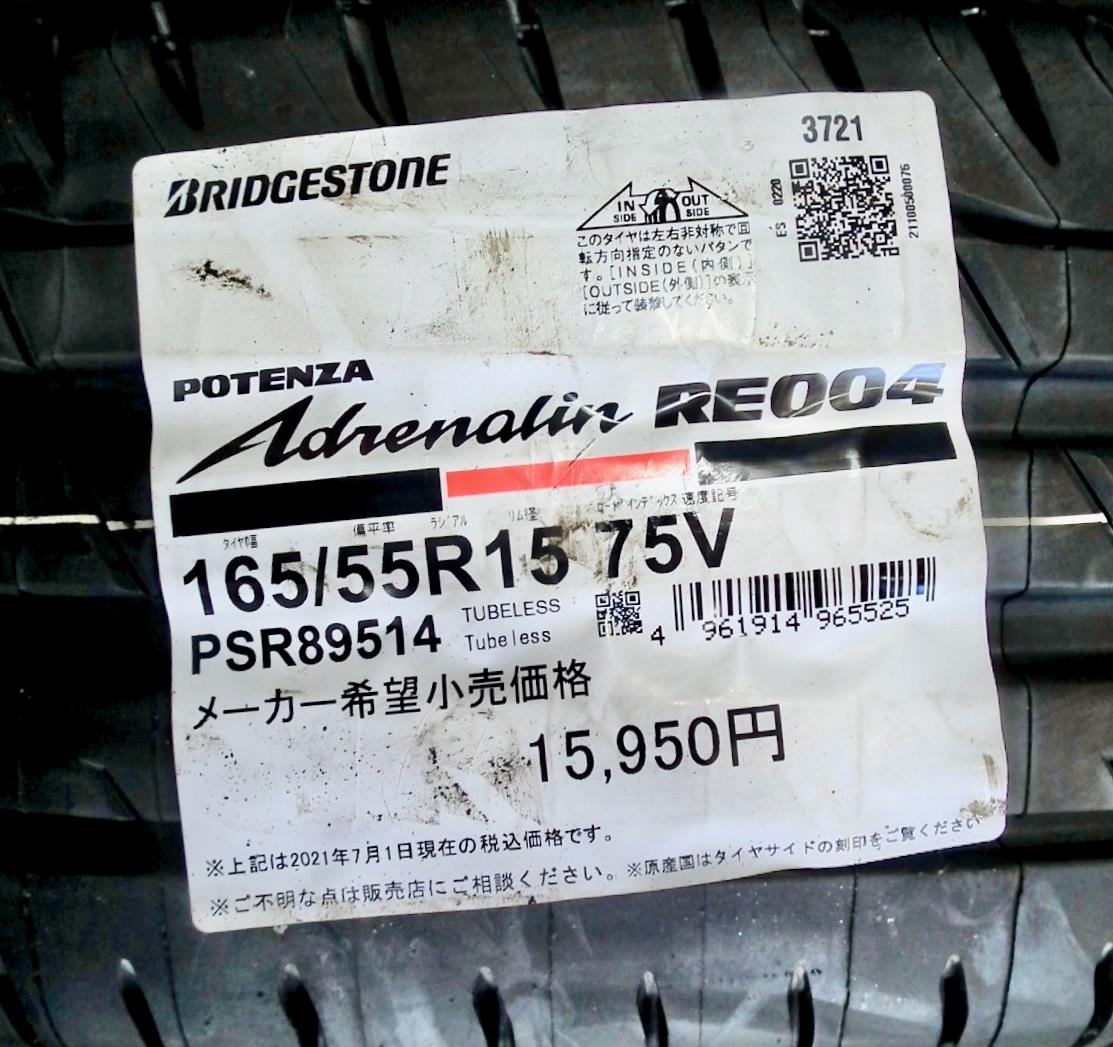 BRIDGESTONE
3721
IN SIDE OUT SIDE
ES 0220
21100500076
このタイヤは左右非対称で回
転方向指定のないパタンで
す。[INSIDE(内側)]
[OUTSIDE(外側)]の表示
に従って装着してください。
POTENZA
Adrenalin RE004
タイヤ幅 偏平率 ラジアル リム径 ロードインデックス 速度記号
165/55R15 75V
PSR89514 TUBELESS
Tubeless
4 961914 965525
メーカー希望小売価格
15,950円
※上記は2021年7月1日現在の税込価格です。
※ご不明な点は販売店にご相談ください。※原産国はタイヤサイドの刻印をご覧ください